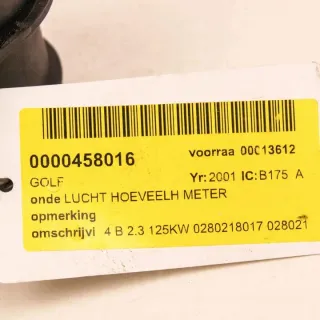 0000458016 voorraa 00013612
GOLF Yr: 2001 IC: B175 A
onde LUCHT HOEVEELH METER
opmerking
omschrijvi 4 B 2.3 125KW 0280218017 028021